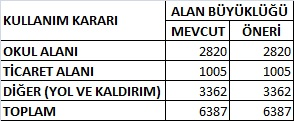 KULLANIM KARARI ALAN BÜYÜKLÜĞÜ
MEVCUT ÖNERİ
OKUL ALANI 2820 2820
TİCARET ALANI 1005 1005
DİĞER (YOL VE KALDIRIM) 3362 3362
TOPLAM 6387 6387